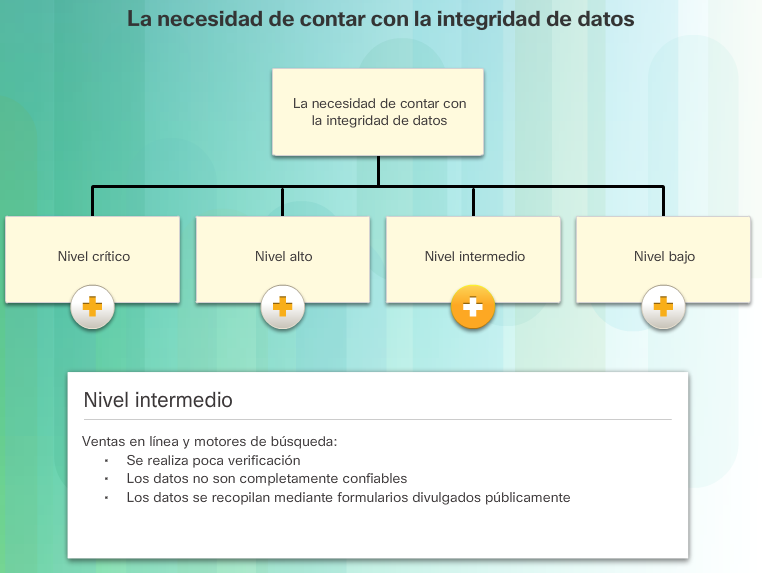 La necesidad de contar con la integridad de datos
La necesidad de contar con
la integridad de datos
Nivel crítico
Nivel alto
Nivel intermedio
Nivel bajo
Nivel intermedio
Ventas en línea y motores de búsqueda:
▪ Se realiza poca verificación
▪ Los datos no son completamente confiables
▪ Los datos se recopilan mediante formularios divulgados públicamente